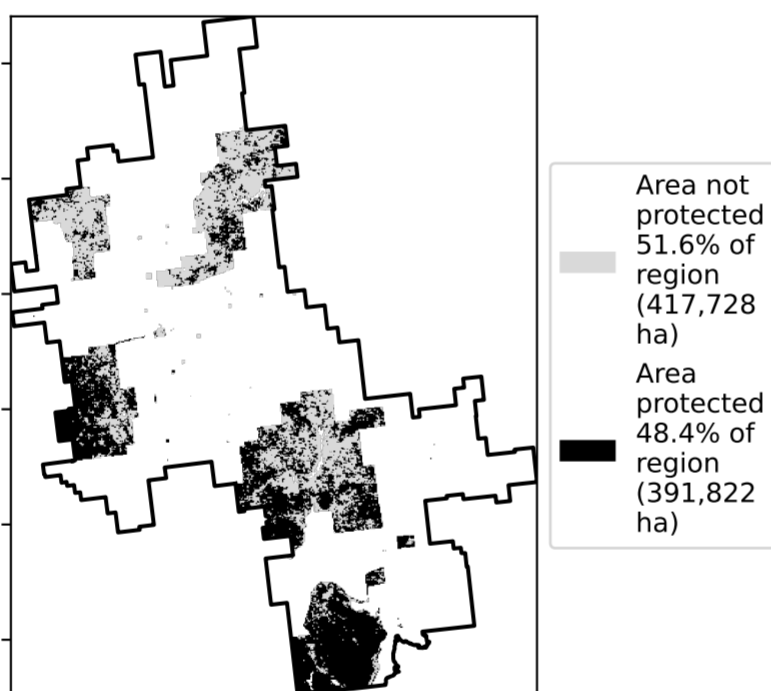 Area not
protected
51.6% of
region
(417,728
ha)
Area
protected
48.4% of
region
(391,822
ha)